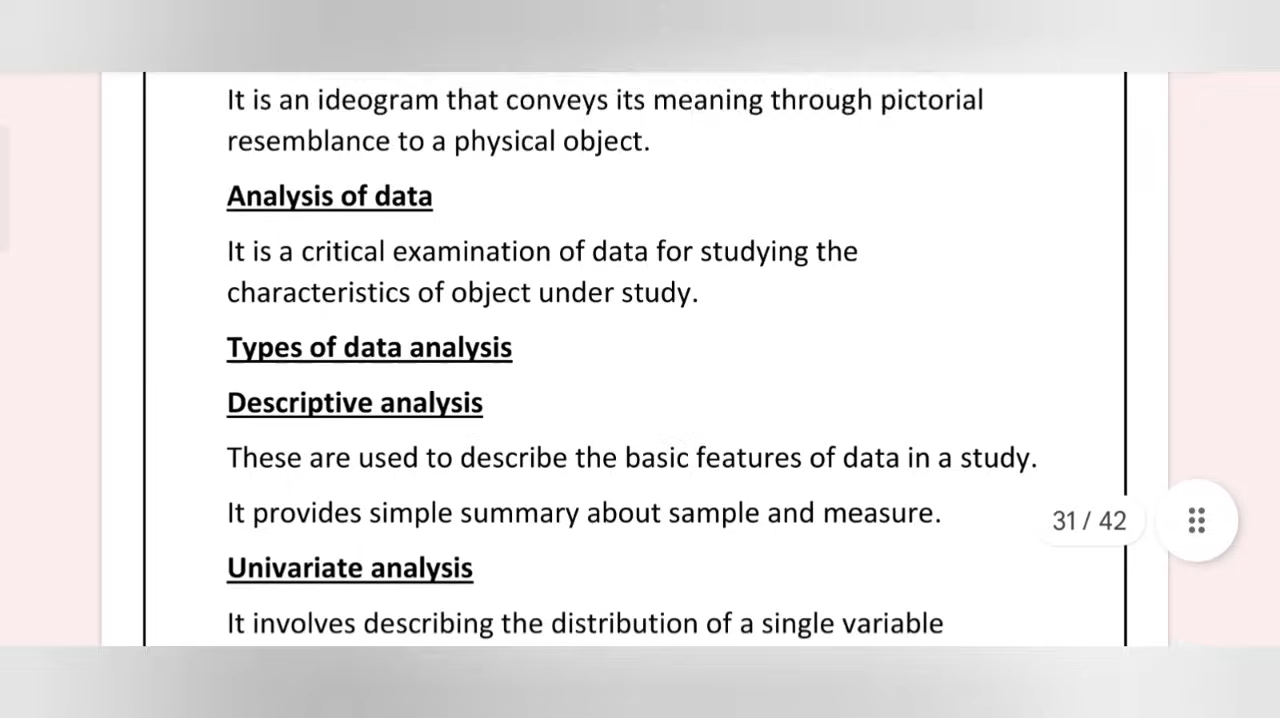 It is an ideogram that conveys its meaning through pictorial
resemblance to a physical object.
Analysis of data
It is a critical examination of data for studying the
characteristics of object under study.
Types of data analysis
Descriptive analysis
These are used to describe the basic features of data in a study.
It provides simple summary about sample and measure.
31 / 42
Univariate analysis
It involves describing the distribution of a single variable